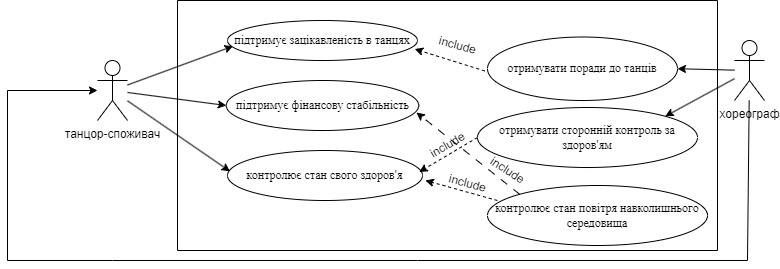 підтримує зацікавленість в танцях
include
отримувати поради до танців
танцор-споживач
хореограф
підтримує фінансову стабільність
отримувати сторонній контроль за
здоров'ям
include
include
контролює стан свого здоров'я
include
контролює стан повітря навколишнього
середовища